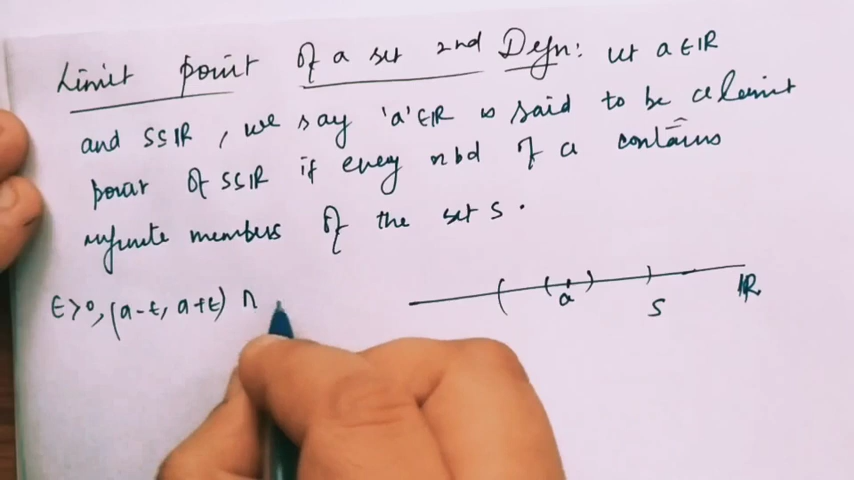 Limit point of a set 2nd Defn: let a ∈ ℝ
and S⊆ℝ, we say 'a'∈ℝ is said to be a limit
point of S⊆ℝ if every nbd of a contains
infinite members of the set S.
ε>0, (a-ε, a+ε) ∩
a
S
ℝ